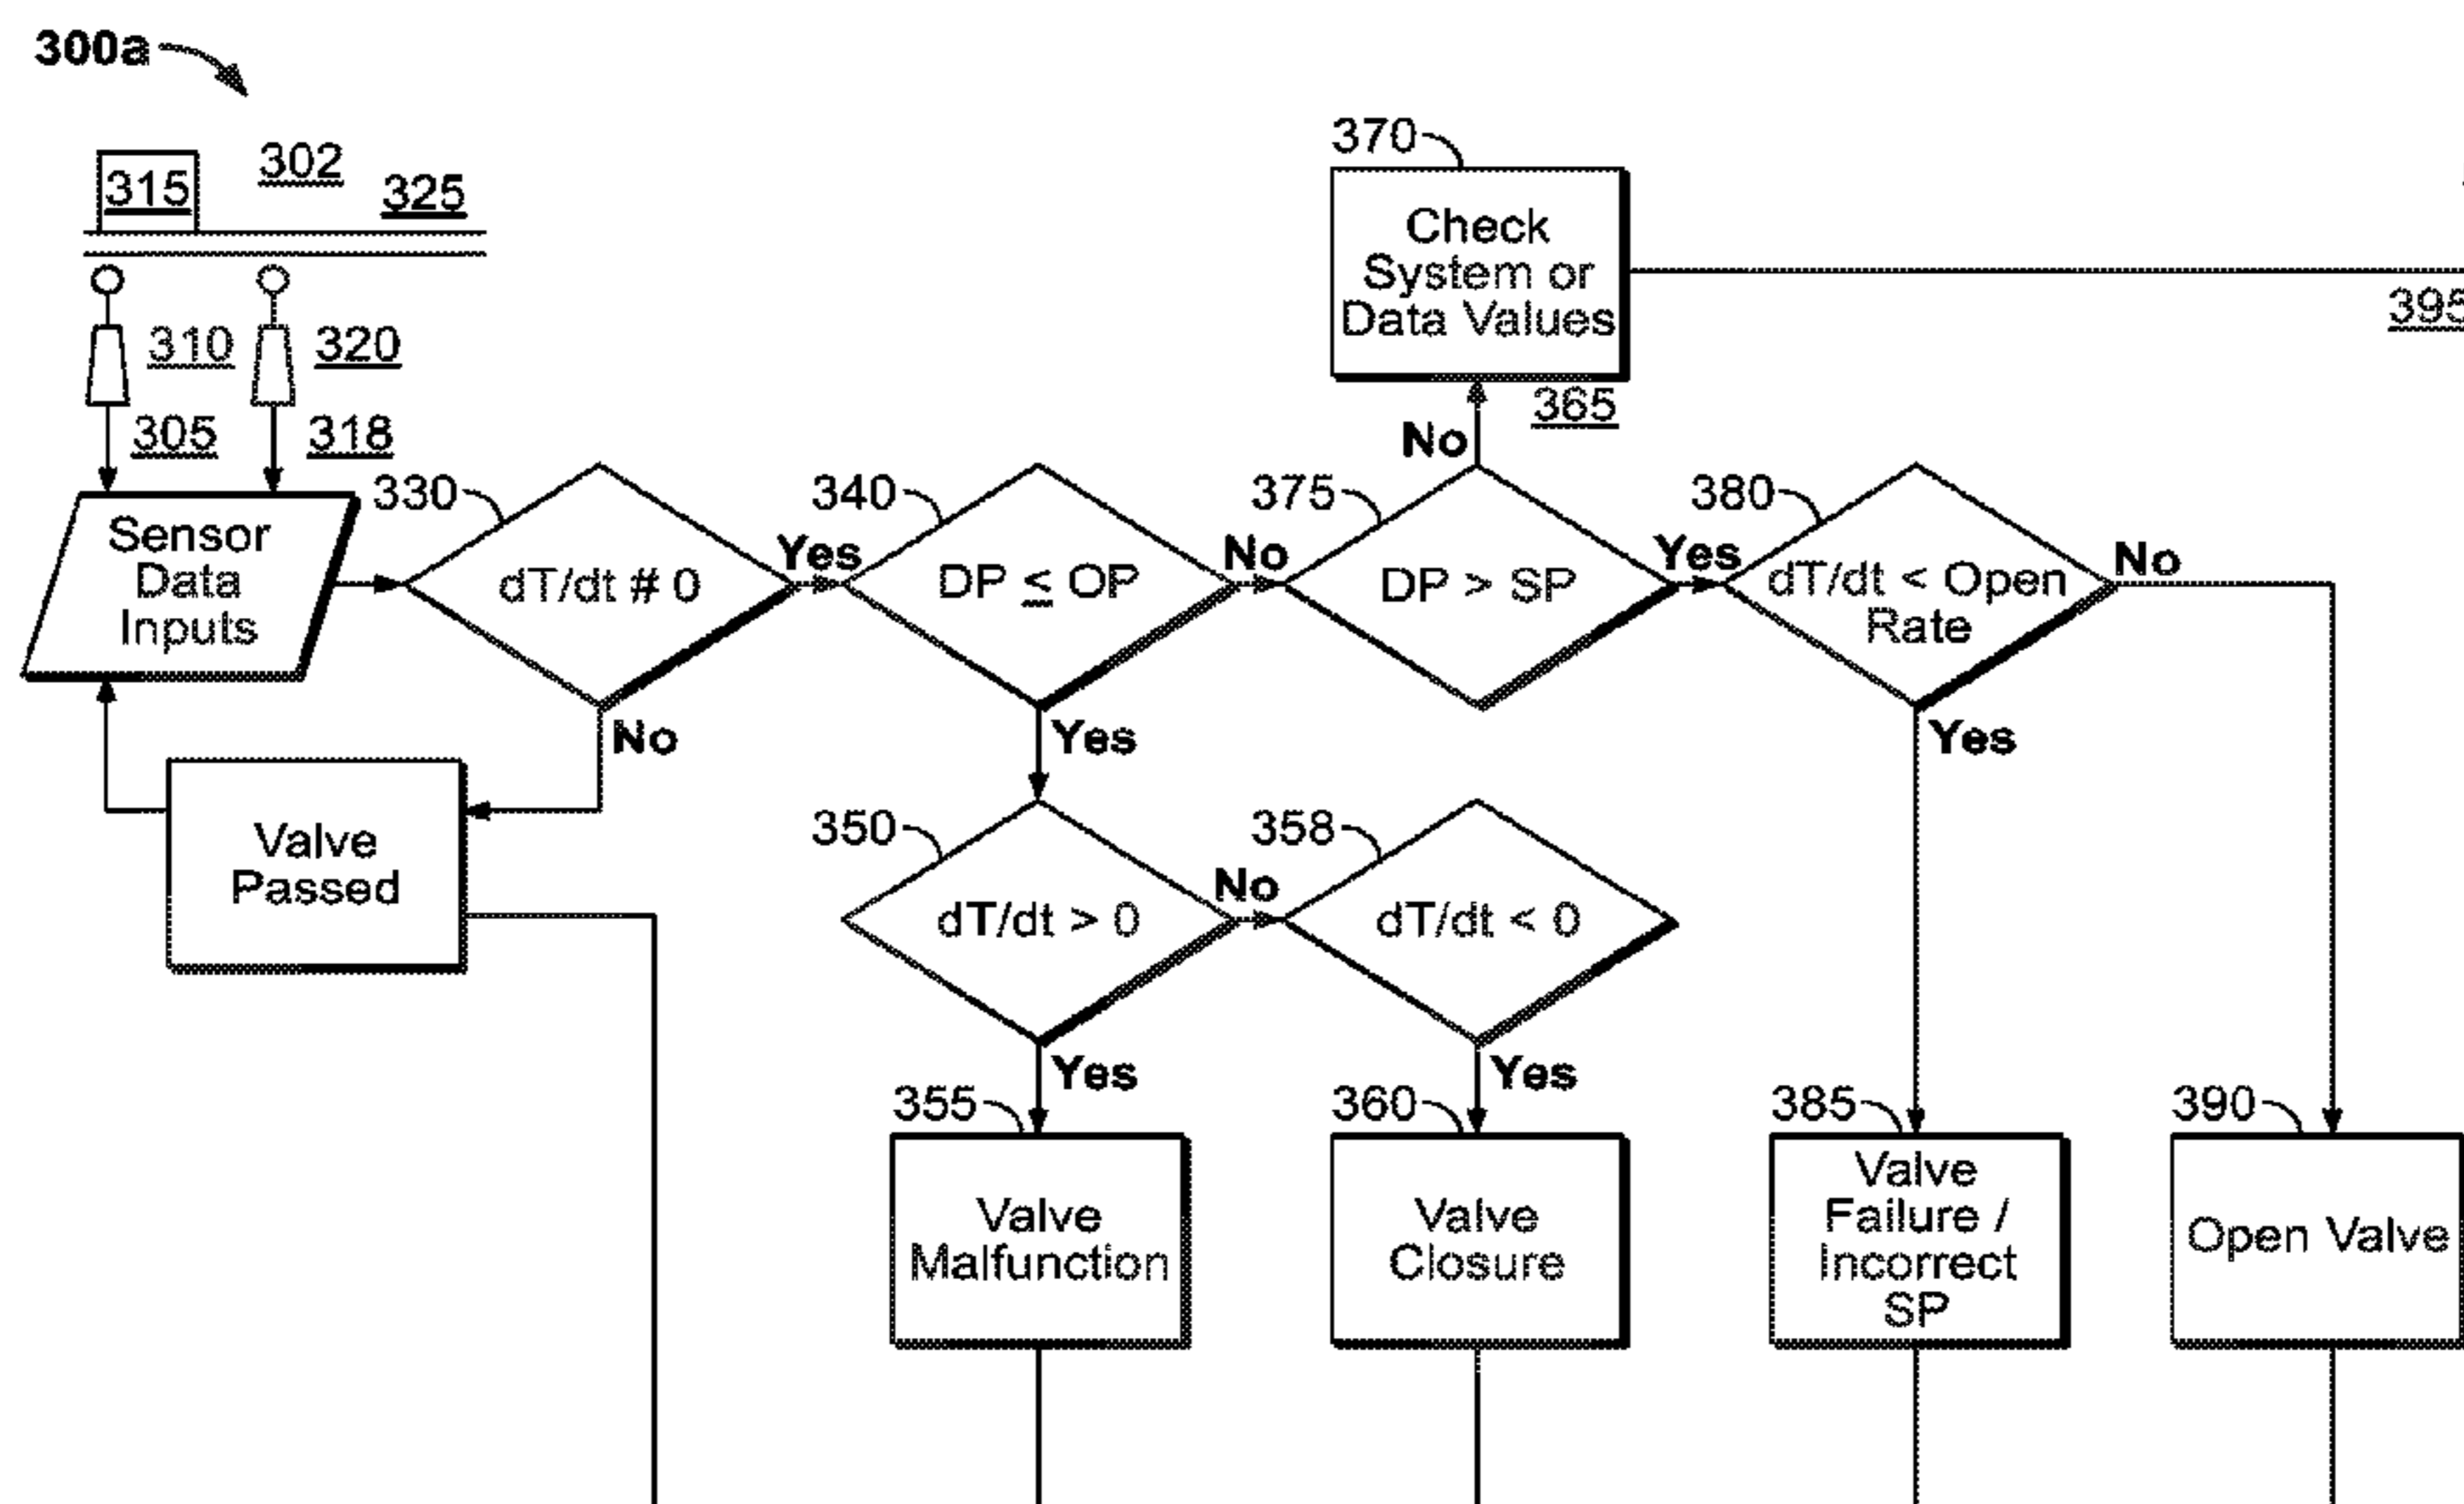 300a
315
302
325
310
320
305
318
Sensor
Data
Inputs
330
dT/dt # 0
Yes
No
Valve
Passed
340
DP ≤ OP
No
Yes
375
DP > SP
No
365
Yes
370
Check
System or
Data Values
395
380
dT/dt < Open
Rate
No
Yes
350
dT/dt > 0
No
Yes
358
dT/dt < 0
Yes
355
Valve
Malfunction
360
Valve
Closure
385
Valve
Failure /
Incorrect
SP
390
Open Valve